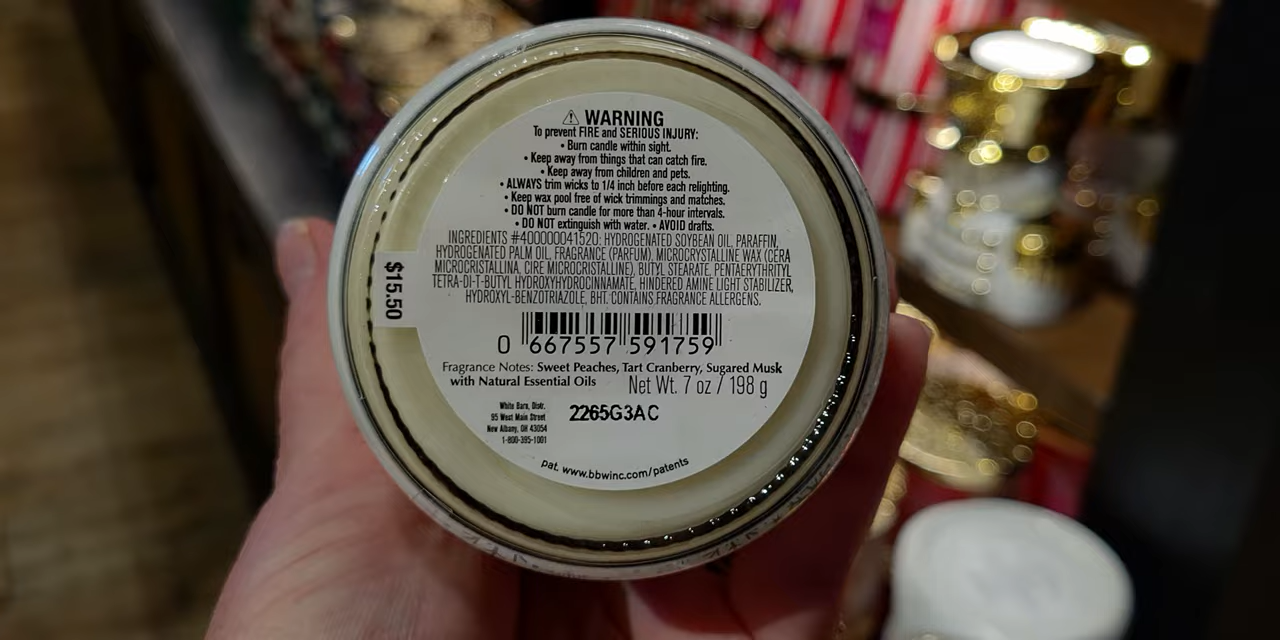 ⚠ WARNING
To prevent FIRE and SERIOUS INJURY:
• Burn candle within sight.
• Keep away from things that can catch fire.
• Keep away from children and pets.
• ALWAYS trim wicks to 1/4 inch before each relighting.
• Keep wax pool free of wick trimmings and matches.
• DO NOT burn candle for more than 4-hour intervals.
• DO NOT extinguish with water. • AVOID drafts.
INGREDIENTS #400000041520: HYDROGENATED SOYBEAN OIL, PARAFFIN,
HYDROGENATED PALM OIL, FRAGRANCE (PARFUM), MICROCRYSTALLINE WAX (CERA
MICROCRISTALLINA, CIRE MICROCRISTALLINE), BUTYL STEARATE, PENTAERYTHRITYL
TETRA-DI-T-BUTYL HYDROXYHYDROCINNAMATE, HINDERED AMINE LIGHT STABILIZER,
HYDROXYL-BENZOTRIAZOLE, BHT. CONTAINS FRAGRANCE ALLERGENS.
$15.50
0 667557 591759
Fragrance Notes: Sweet Peaches, Tart Cranberry, Sugared Musk
with Natural Essential Oils
Net Wt. 7 oz / 198 g
White Barn, Distr.
95 West Main Street
New Albany, OH 43054
1-800-395-1001
2265G3AC
pat. www.bbwinc.com/patents